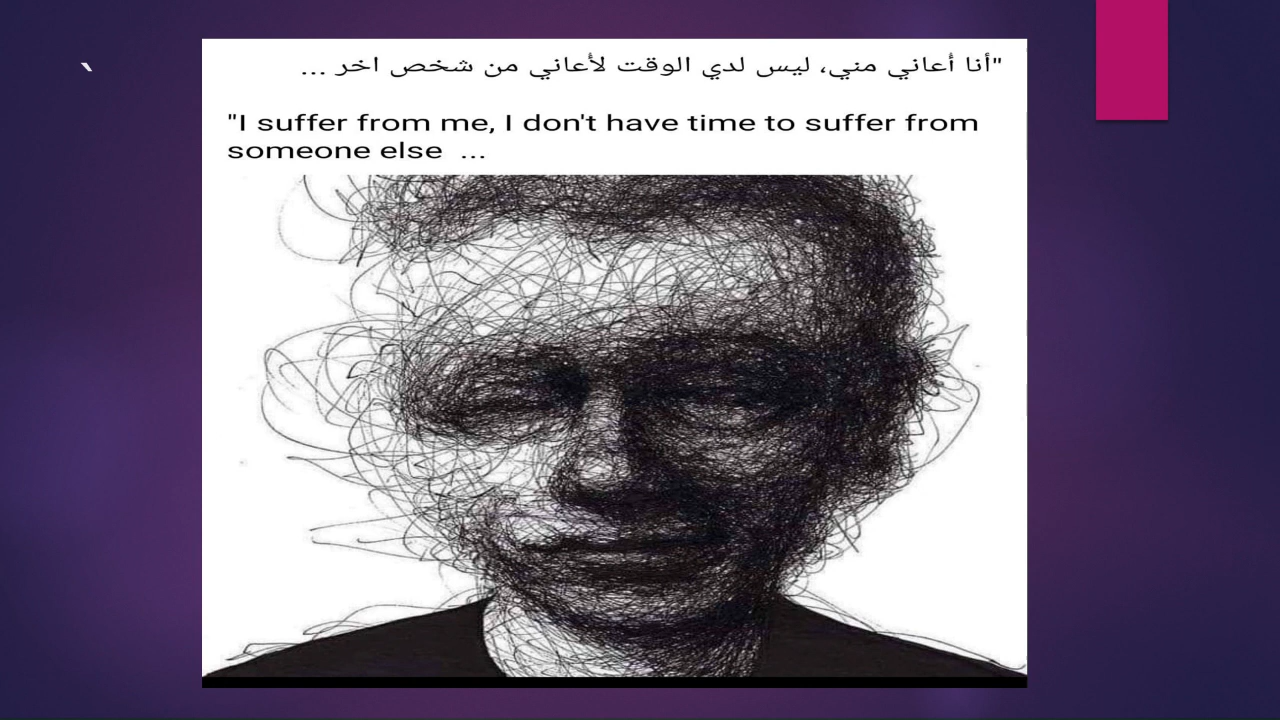 `
"أنا أعاني مني، ليس لدي الوقت لأعاني من شخص اخر ...
"I suffer from me, I don't have time to suffer from
someone else ...